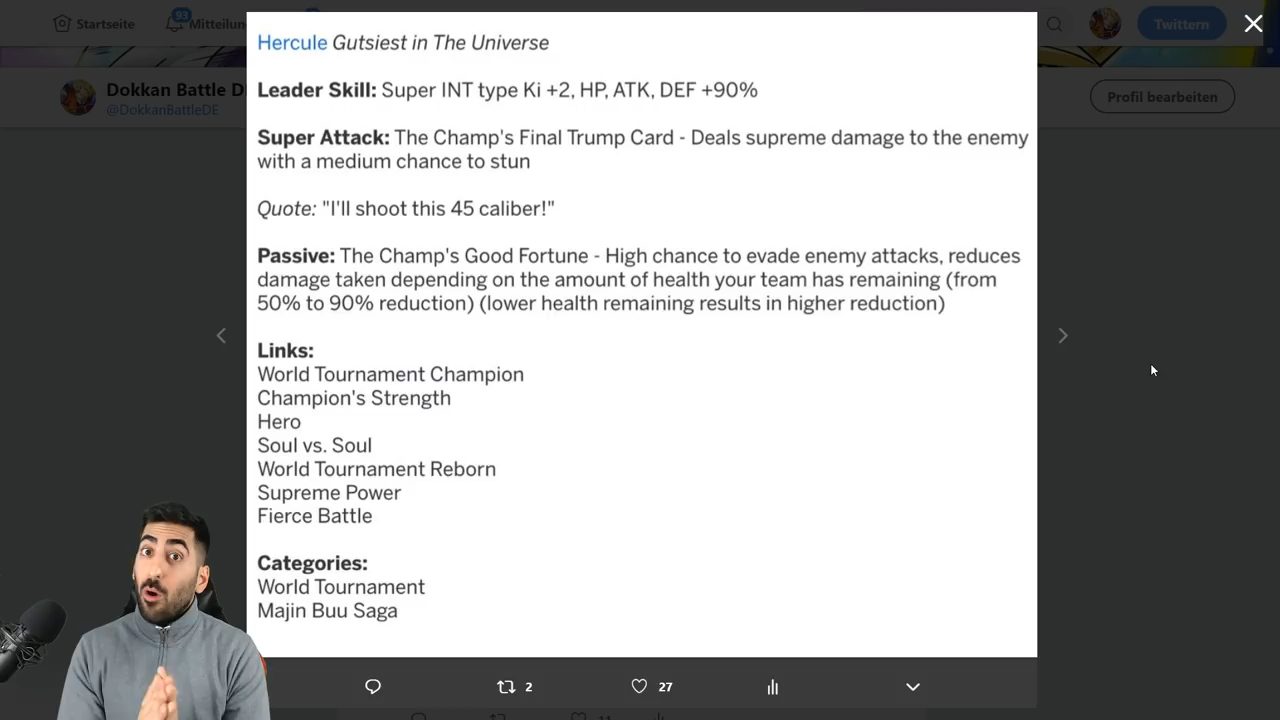 Startseite
93
Mitteilun
Twittern
Dokkan Battle D
@DokkanBattleDE
Profil bearbeiten
Hercule Gutsiest in The Universe
Leader Skill: Super INT type Ki +2, HP, ATK, DEF +90%
Super Attack: The Champ's Final Trump Card - Deals supreme damage to the enemy
with a medium chance to stun
Quote: "I'll shoot this 45 caliber!"
Passive: The Champ's Good Fortune - High chance to evade enemy attacks, reduces
damage taken depending on the amount of health your team has remaining (from
50% to 90% reduction) (lower health remaining results in higher reduction)
Links:
World Tournament Champion
Champion's Strength
Hero
Soul vs. Soul
World Tournament Reborn
Supreme Power
Fierce Battle
Categories:
World Tournament
Majin Buu Saga
2
27